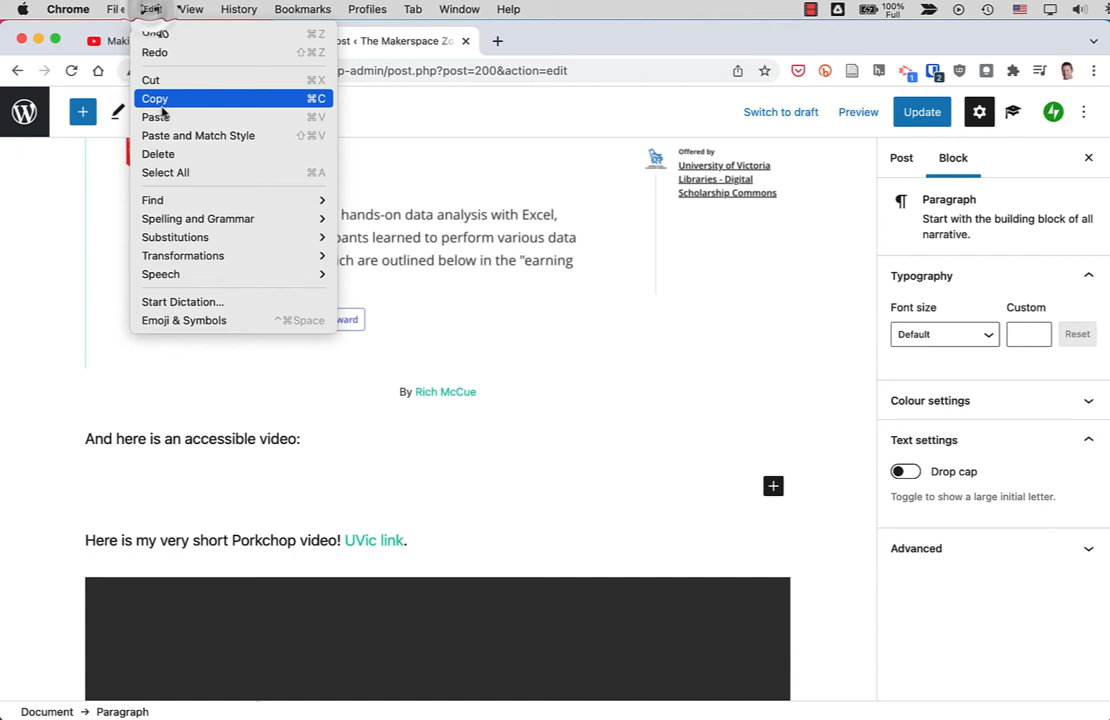 Chrome File Edit View History Bookmarks Profiles Tab Window Help 100% Full
Undo ⌘Z
Redo ⇧⌘Z
Cut ⌘X
Copy ⌘C
Paste ⌘V
Paste and Match Style ⇧⌘V
Delete
Select All ⌘A
Find
Spelling and Grammar
Substitutions
Transformations
Speech
Start Dictation...
Emoji & Symbols ^⌘Space
Maki
ost < The Makerspace Zo
p-admin/post.php?post=200&action=edit
1
2
Switch to draft Preview Update
Offered by
University of Victoria
Libraries - Digital
Scholarship Commons
hands-on data analysis with Excel,
pants learned to perform various data
ich are outlined below in the "earning
ward
By Rich McCue
And here is an accessible video:
Here is my very short Porkchop video! UVic link.
Post Block
Paragraph
Start with the building block of all
narrative.
Typography
Font size Custom
Default Reset
Colour settings
Text settings
Drop cap
Toggle to show a large initial letter.
Advanced
Document → Paragraph